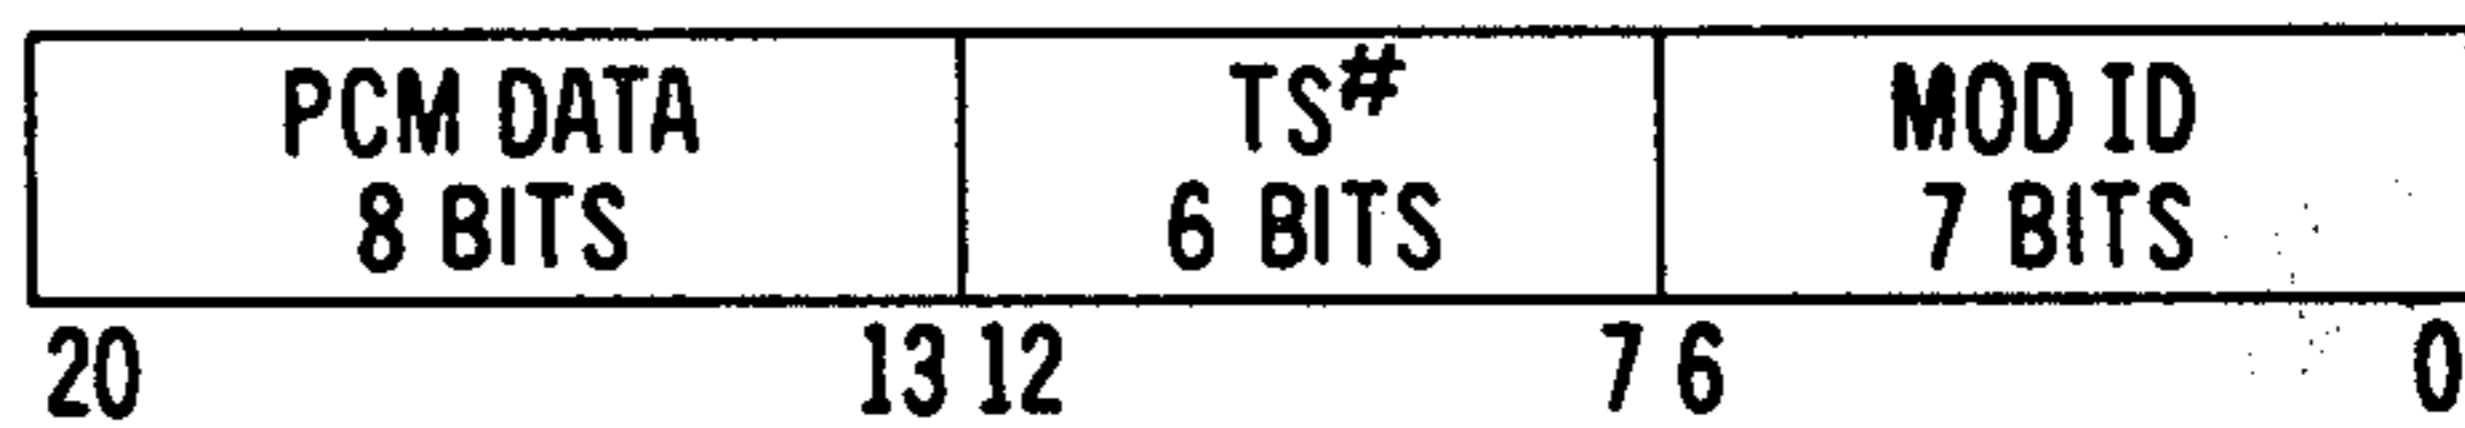 PCM DATA TS# MOD ID
8 BITS 6 BITS 7 BITS
20 13 12 7 6 0